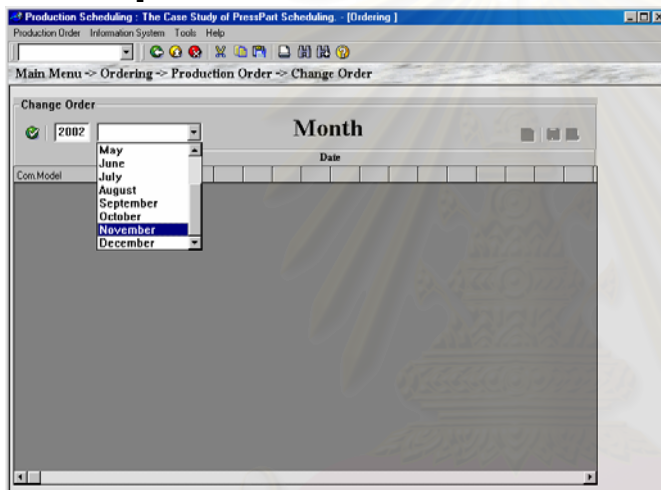 Production Scheduling : The Case Study of PressPart Scheduling. - [Ordering ]
Production Order Information System Tools Help
Main Menu -> Ordering -> Production Order -> Change Order
Change Order
2002
Month
May
June
July
August
September
October
November
December
Date
Com.Model